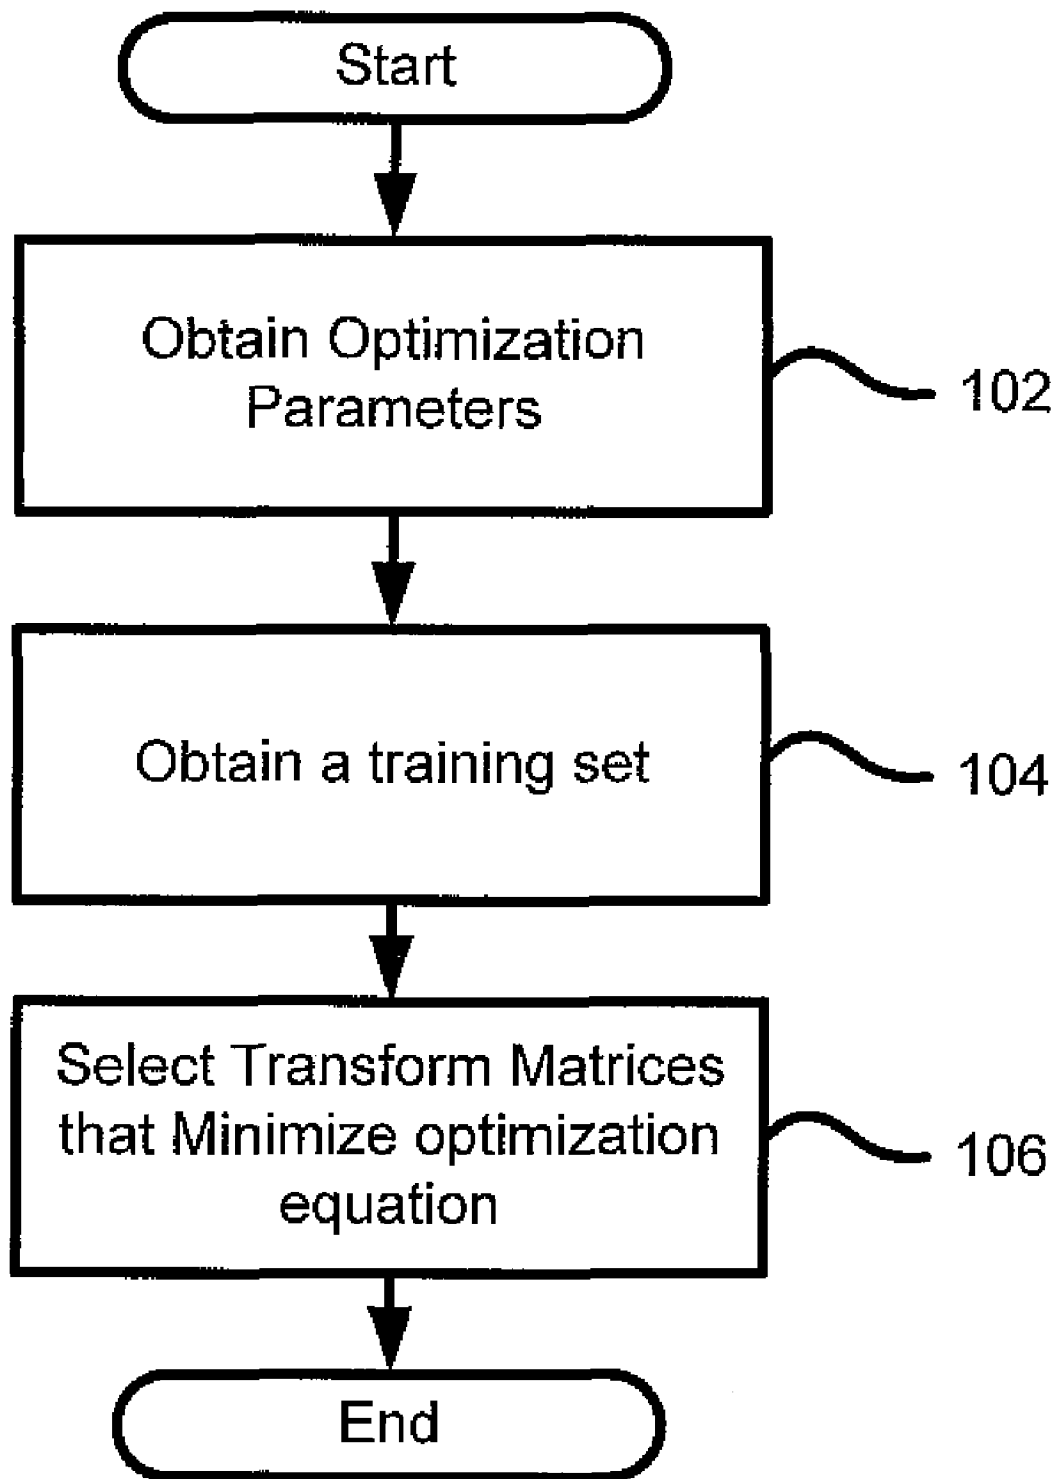 Start
Obtain Optimization
Parameters
102
Obtain a training set
104
Select Transform Matrices
that Minimize optimization
equation
106
End